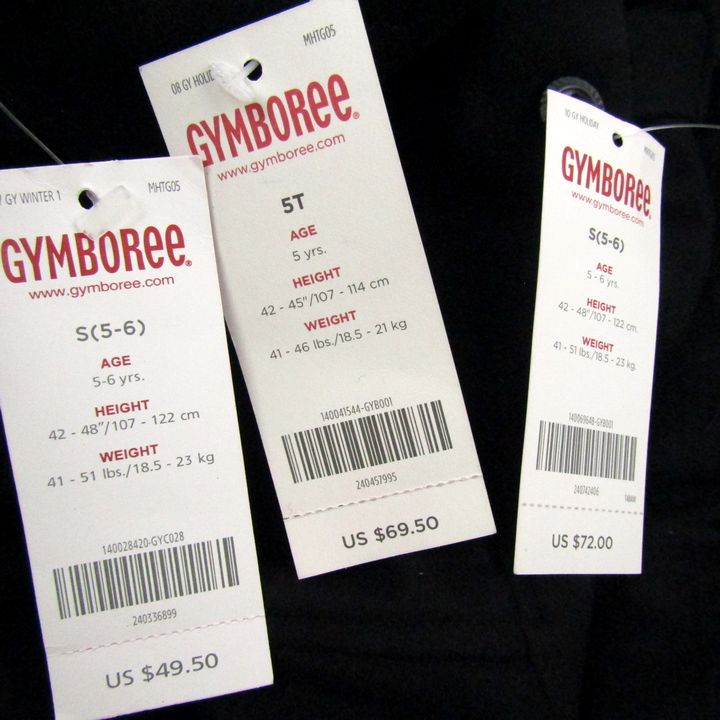 GY WINTER 1 MHTG05
GYMBOREE®
www.gymboree.com
S(5-6)
AGE
5-6 yrs.
HEIGHT
42 - 48"/107 - 122 cm
WEIGHT
41 - 51 lbs./18.5 - 23 kg
140028420-GYC028
240336899
US $49.50
08 GY HOLID MHTG05
GYMBOREE®
www.gymboree.com
5T
AGE
5 yrs.
HEIGHT
42 - 45"/107 - 114 cm
WEIGHT
41 - 46 lbs./18.5 - 21 kg
140041544-GYB001
240457995
US $69.50
10 GY HOLIDAY
GYMBOREE®
www.gymboree.com
S(5-6)
AGE
5 - 6 yrs.
HEIGHT
42 - 48"/107 - 122 cm.
WEIGHT
41 - 51 lbs./18.5 - 23 kg.
140069648-GYB001
240742406
US $72.00